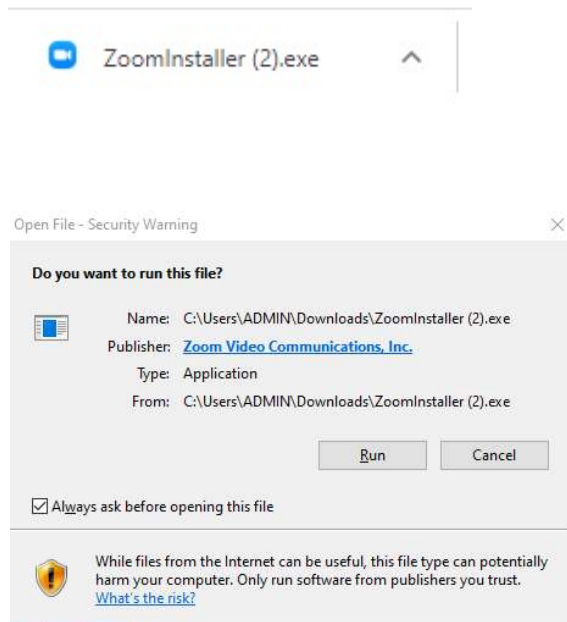 ZoomInstaller (2).exe
Open File - Security Warning
Do you want to run this file?
Name: C:\Users\ADMIN\Downloads\ZoomInstaller (2).exe
Publisher: Zoom Video Communications, Inc.
Type: Application
From: C:\Users\ADMIN\Downloads\ZoomInstaller (2).exe
Run Cancel
Always ask before opening this file
While files from the Internet can be useful, this file type can potentially
harm your computer. Only run software from publishers you trust.
What's the risk?